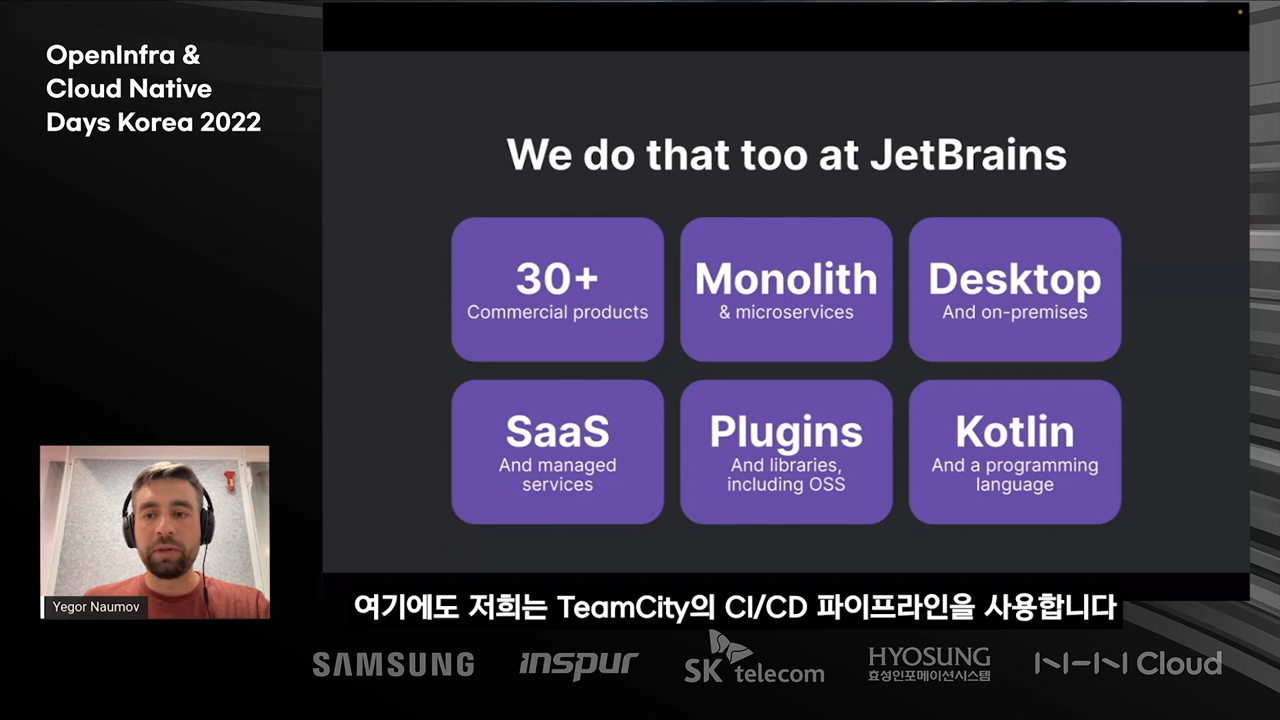 OpenInfra &
Cloud Native
Days Korea 2022
We do that too at JetBrains
30+
Commercial products
Monolith
& microservices
Desktop
And on-premises
SaaS
And managed
services
Plugins
And libraries,
including OSS
Kotlin
And a programming
language
Yegor Naumov
여기에도 저희는 TeamCity의 CI/CD 파이프라인을 사용합니다
SAMSUNG
inspur
SK telecom
HYOSUNG
효성인포메이션시스템
NHN Cloud